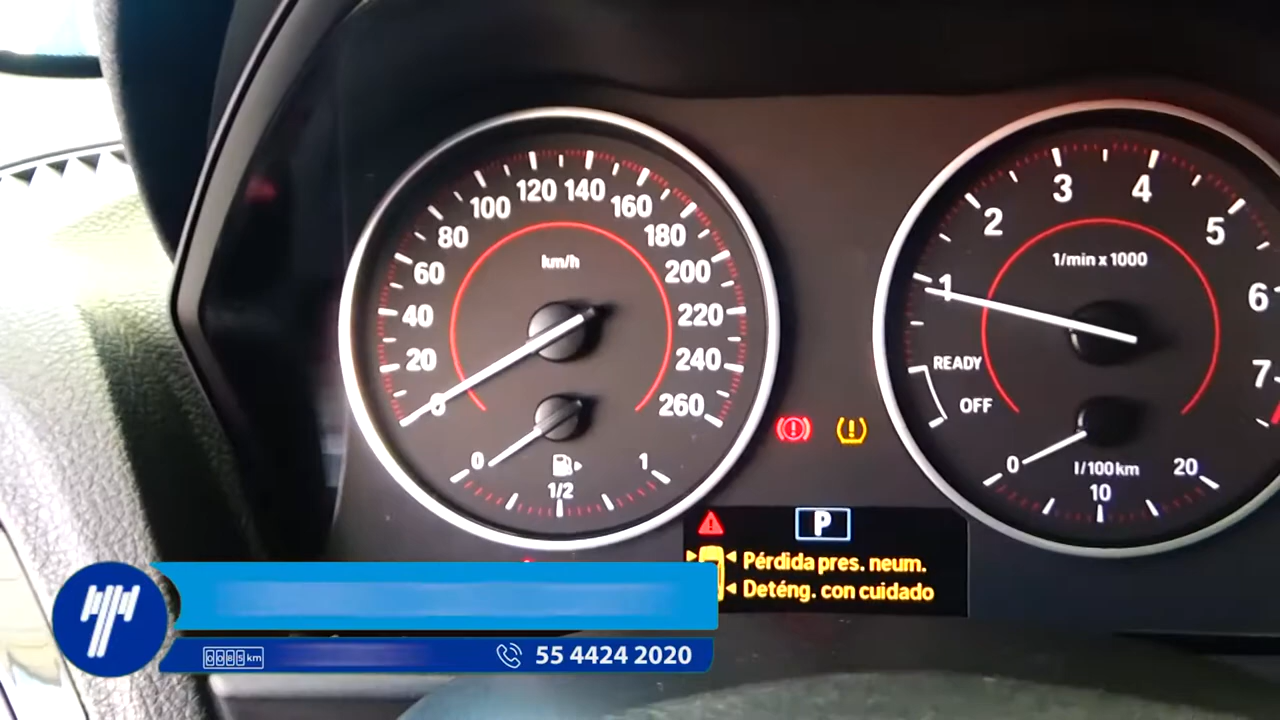 120 140
100 160
80 180
60 200
40 220
20 240
0 260
km/h
0 1
1/2
3 4
2 5
1 6
7
1/min x 1000
READY
OFF
0 l/100km 20
10
P
Pérdida pres. neum.
Deténg. con cuidado
0085 km
55 4424 2020